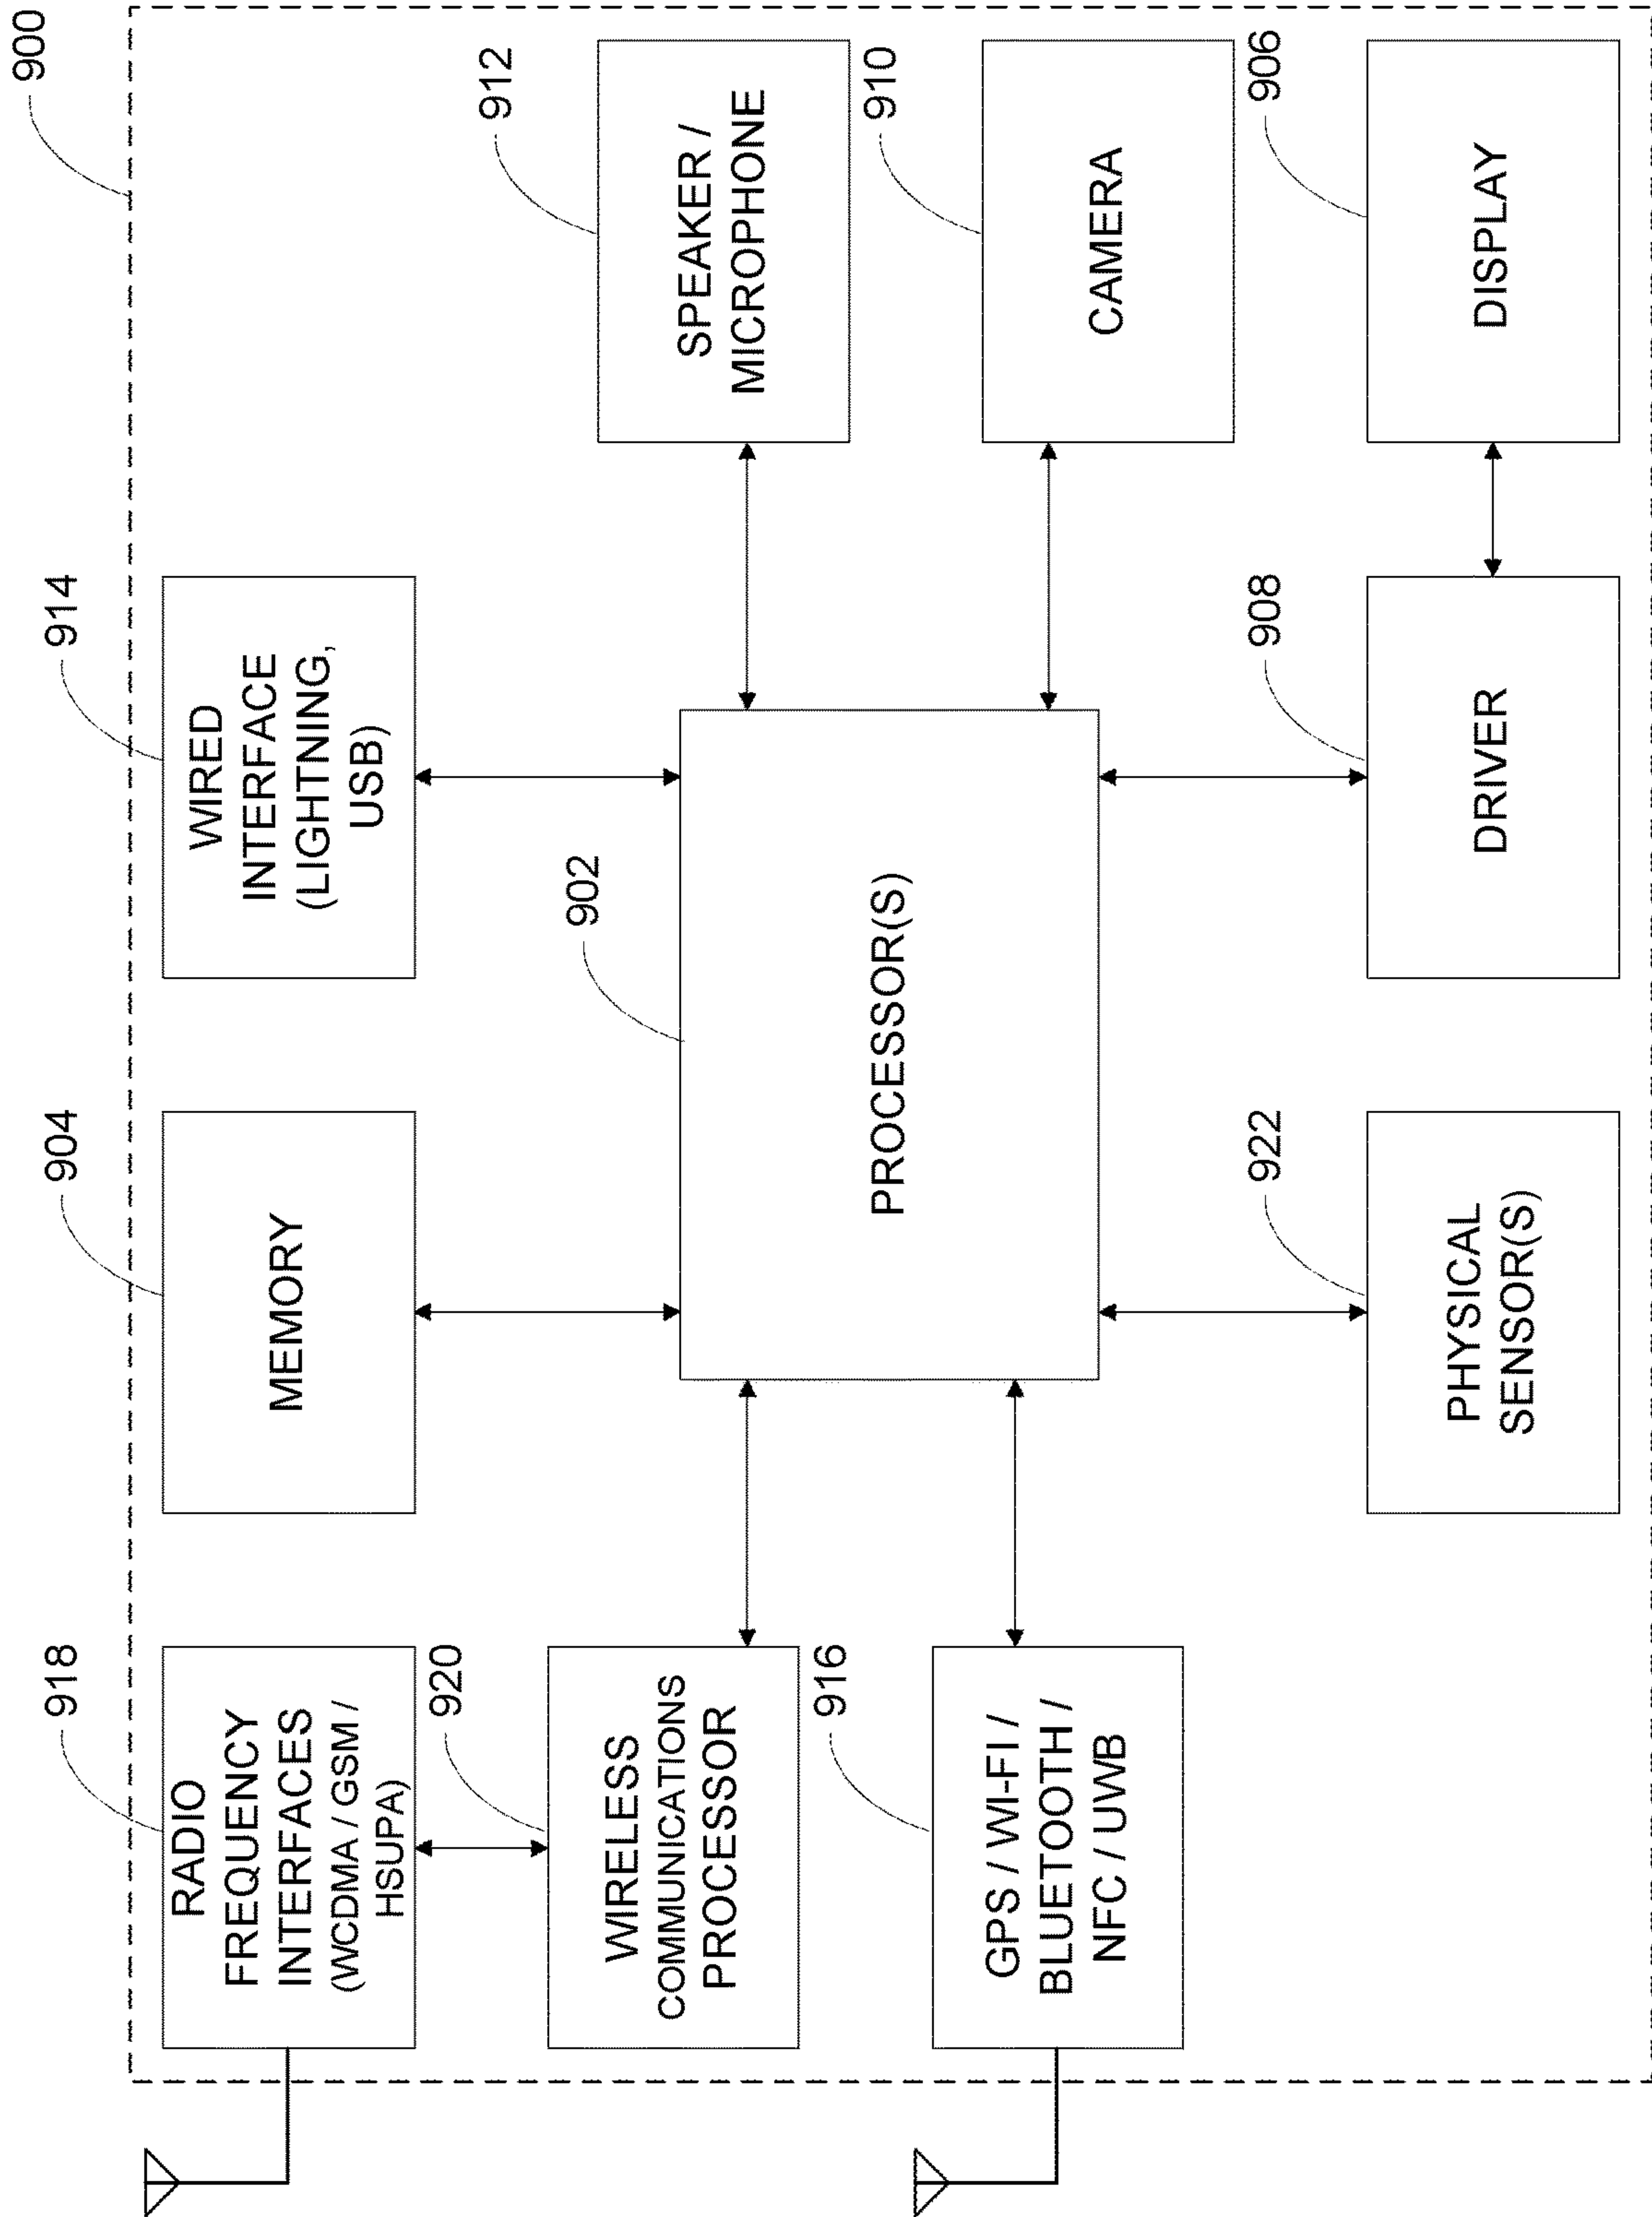 900
918
RADIO
FREQUENCY
INTERFACES
(WCDMA / GSM /
HSUPA)
904
MEMORY
914
WIRED
INTERFACE
(LIGHTNING,
USB)
912
SPEAKER /
MICROPHONE
920
WIRELESS
COMMUNICATIONS
PROCESSOR
902
PROCESSOR(S)
910
CAMERA
916
GPS / WI-FI /
BLUETOOTH /
NFC / UWB
922
PHYSICAL
SENSOR(S)
908
DRIVER
906
DISPLAY